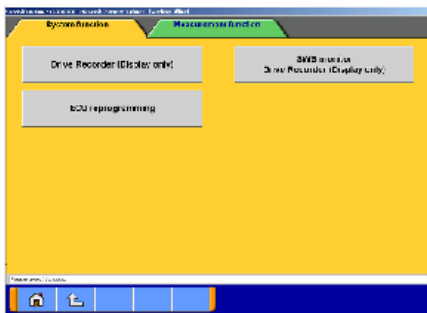 System function
Measurement function
Drive Recorder (Display only)
SWS monitor
Drive Recorder (Display only)
ECU reprogramming